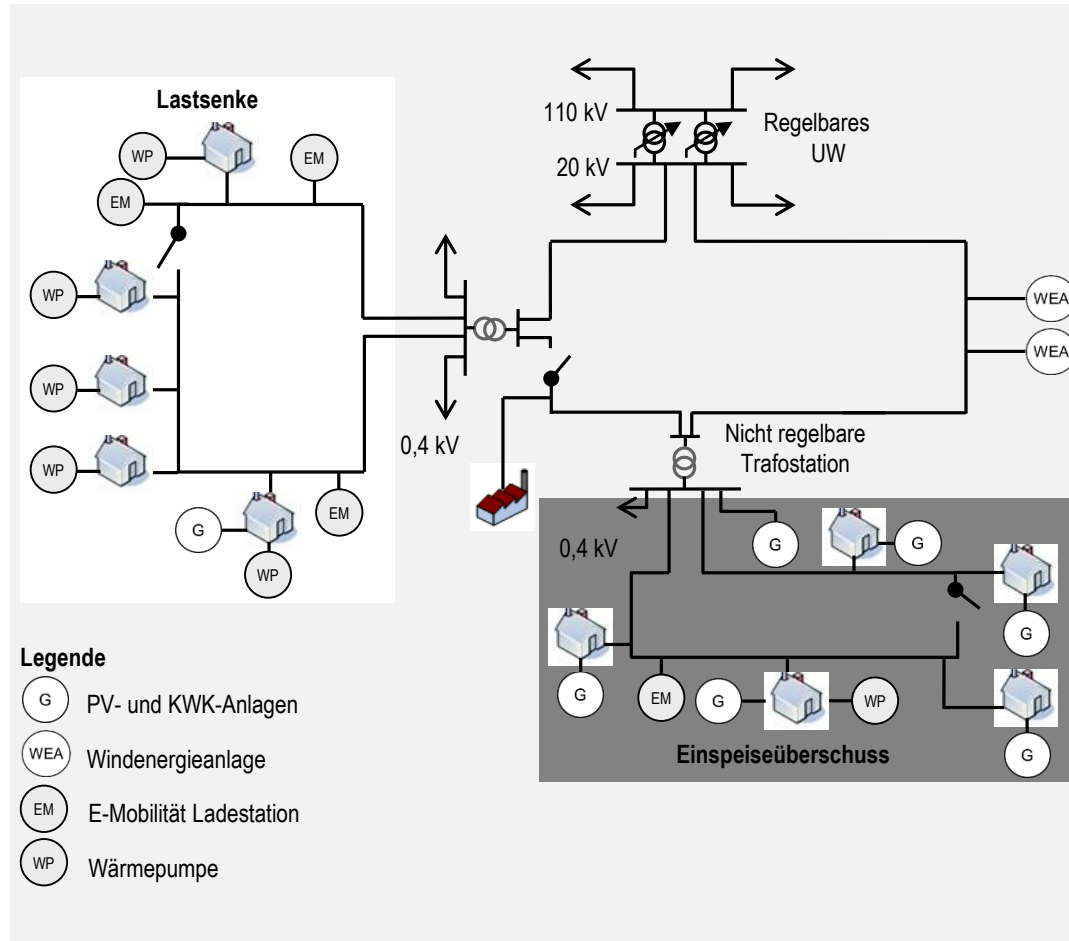 Lastsenke
WP
EM
EM
WP
WP
WP
G
EM
WP
110 kV
20 kV
Regelbares
UW
WEA
WEA
0,4 kV
Nicht regelbare
Trafostation
0,4 kV
G
G
G
G
EM
G
WP
G
Einspeiseüberschuss
Legende
G PV- und KWK-Anlagen
WEA Windenergieanlage
EM E-Mobilität Ladestation
WP Wärmepumpe